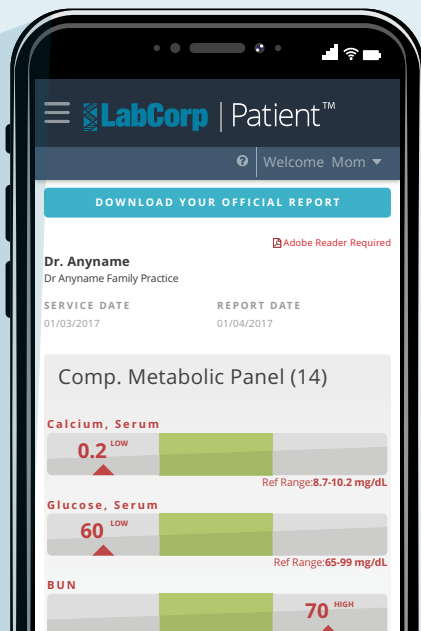 LabCorp | Patient™
Welcome Mom
DOWNLOAD YOUR OFFICIAL REPORT
Adobe Reader Required
Dr. Anyname
Dr Anyname Family Practice
SERVICE DATE REPORT DATE
01/03/2017 01/04/2017
Comp. Metabolic Panel (14)
Calcium, Serum
0.2 LOW
Ref Range:8.7-10.2 mg/dL
Glucose, Serum
60 LOW
Ref Range:65-99 mg/dL
BUN
70 HIGH